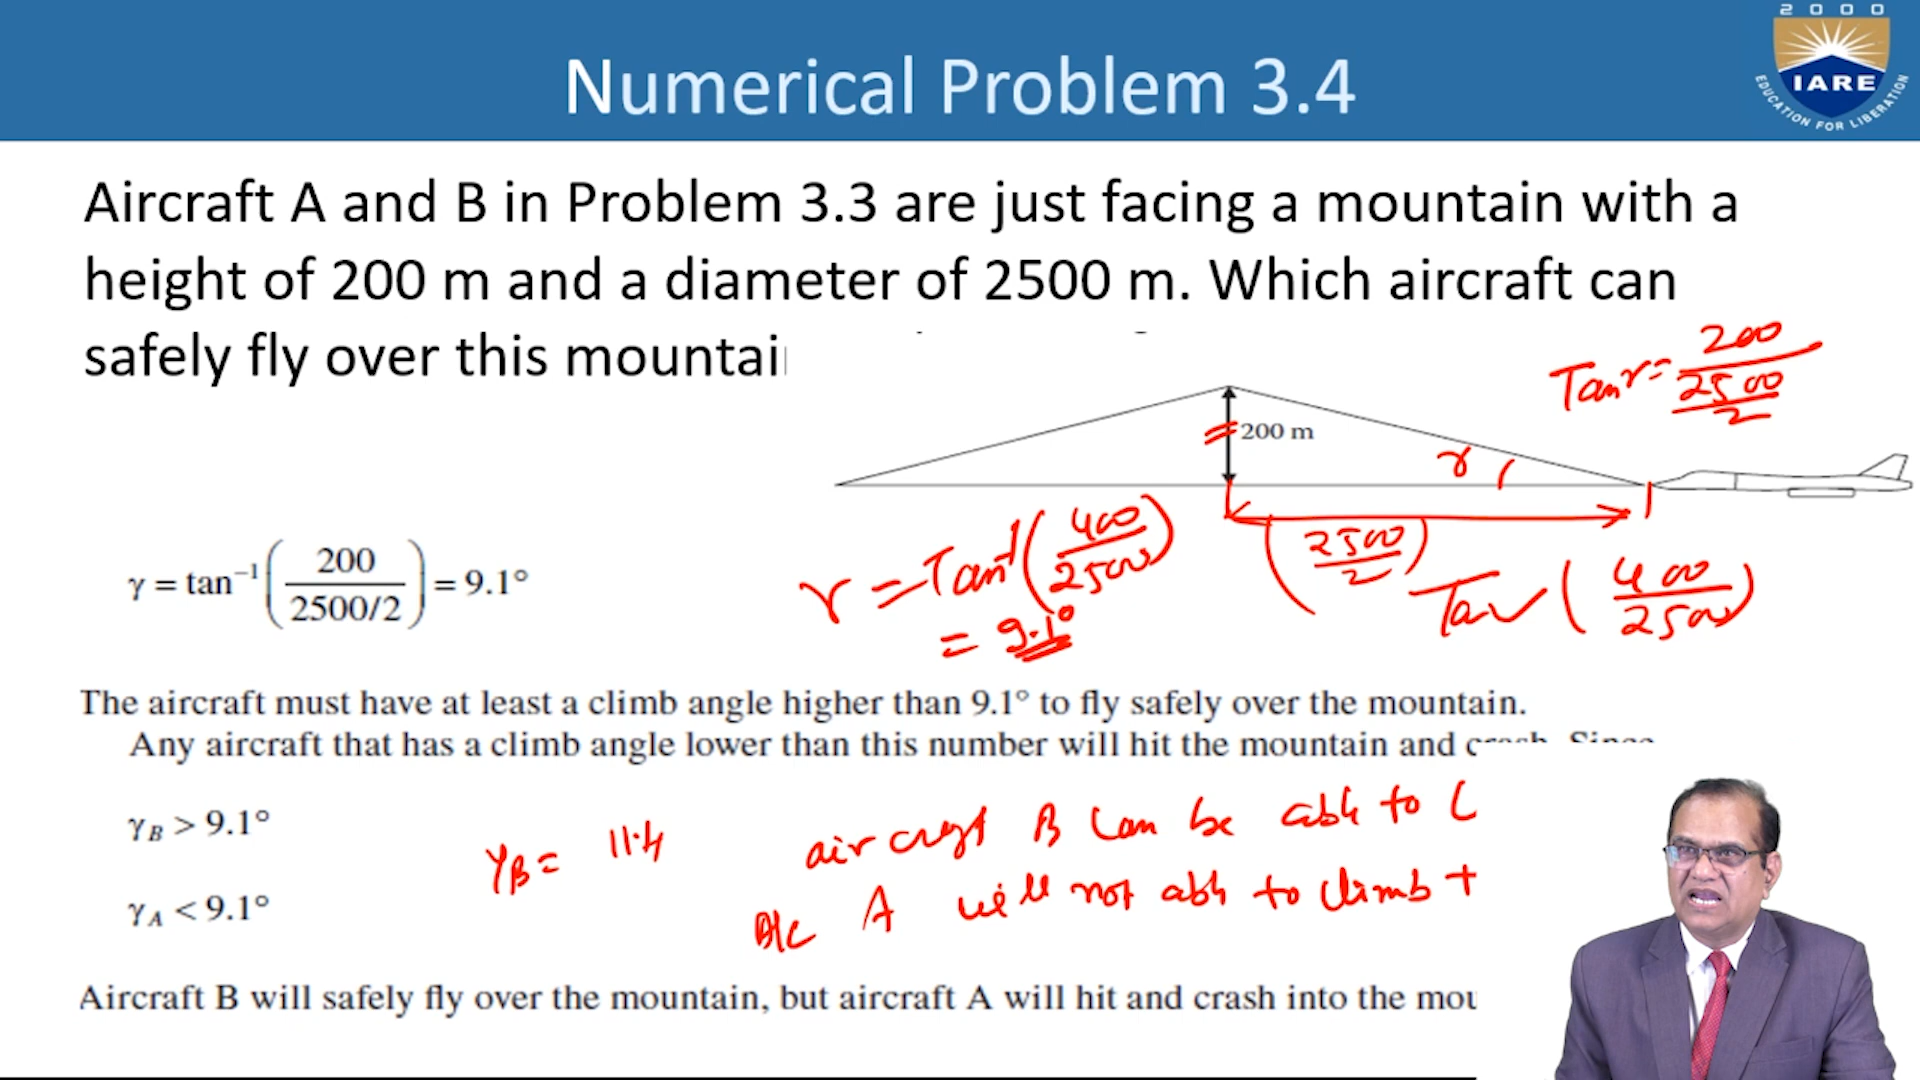 2000
IARE
EDUCATION FOR LIBERATION
Numerical Problem 3.4
Aircraft A and B in Problem 3.3 are just facing a mountain with a
height of 200 m and a diameter of 2500 m. Which aircraft can
safely fly over this mountai
Tan γ = 200 / (2500/2)
200 m
γ
(2500/2)
γ = Tan⁻¹(400/2500)
= 9.1°
Tan (400/2500)
γ = tan⁻¹(200 / 2500/2) = 9.1°
The aircraft must have at least a climb angle higher than 9.1° to fly safely over the mountain.
Any aircraft that has a climb angle lower than this number will hit the mountain and crash. Since
γB > 9.1°
γB = 11.4
aircraft B can be able to
γA < 9.1°
A/c A will not able to climb
Aircraft B will safely fly over the mountain, but aircraft A will hit and crash into the mou